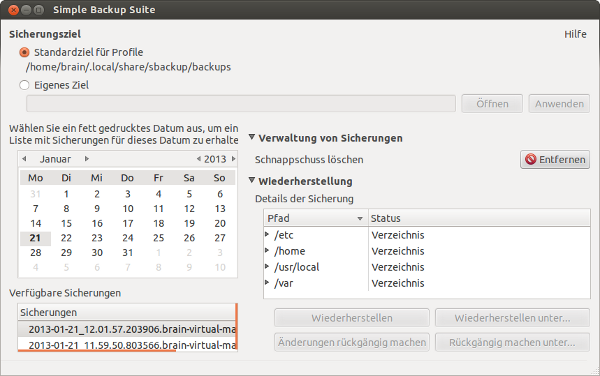 Simple Backup Suite
Sicherungsziel
Hilfe
Standardziel für Profile
/home/brain/.local/share/sbackup/backups
Eigenes Ziel
Öffnen
Anwenden
Wählen Sie ein fett gedrucktes Datum aus, um ein
Liste mit Sicherungen für dieses Datum zu erhalte
Januar 2013
Mo Di Mi Do Fr Sa So
31 1 2 3 4 5 6
7 8 9 10 11 12 13
14 15 16 17 18 19 20
21 22 23 24 25 26 27
28 29 30 31 1 2 3
4 5 6 7 8 9 10
Verfügbare Sicherungen
Sicherungen
2013-01-21_12.01.57.203906.brain-virtual-ma
2013-01-21_11.59.50.803566.brain-virtual-ma
Verwaltung von Sicherungen
Schnappschuss löschen
Entfernen
Wiederherstellung
Details der Sicherung
Pfad Status
/etc Verzeichnis
/home Verzeichnis
/usr/local Verzeichnis
/var Verzeichnis
Wiederherstellen
Wiederherstellen unter...
Änderungen rückgängig machen
Rückgängig machen unter...